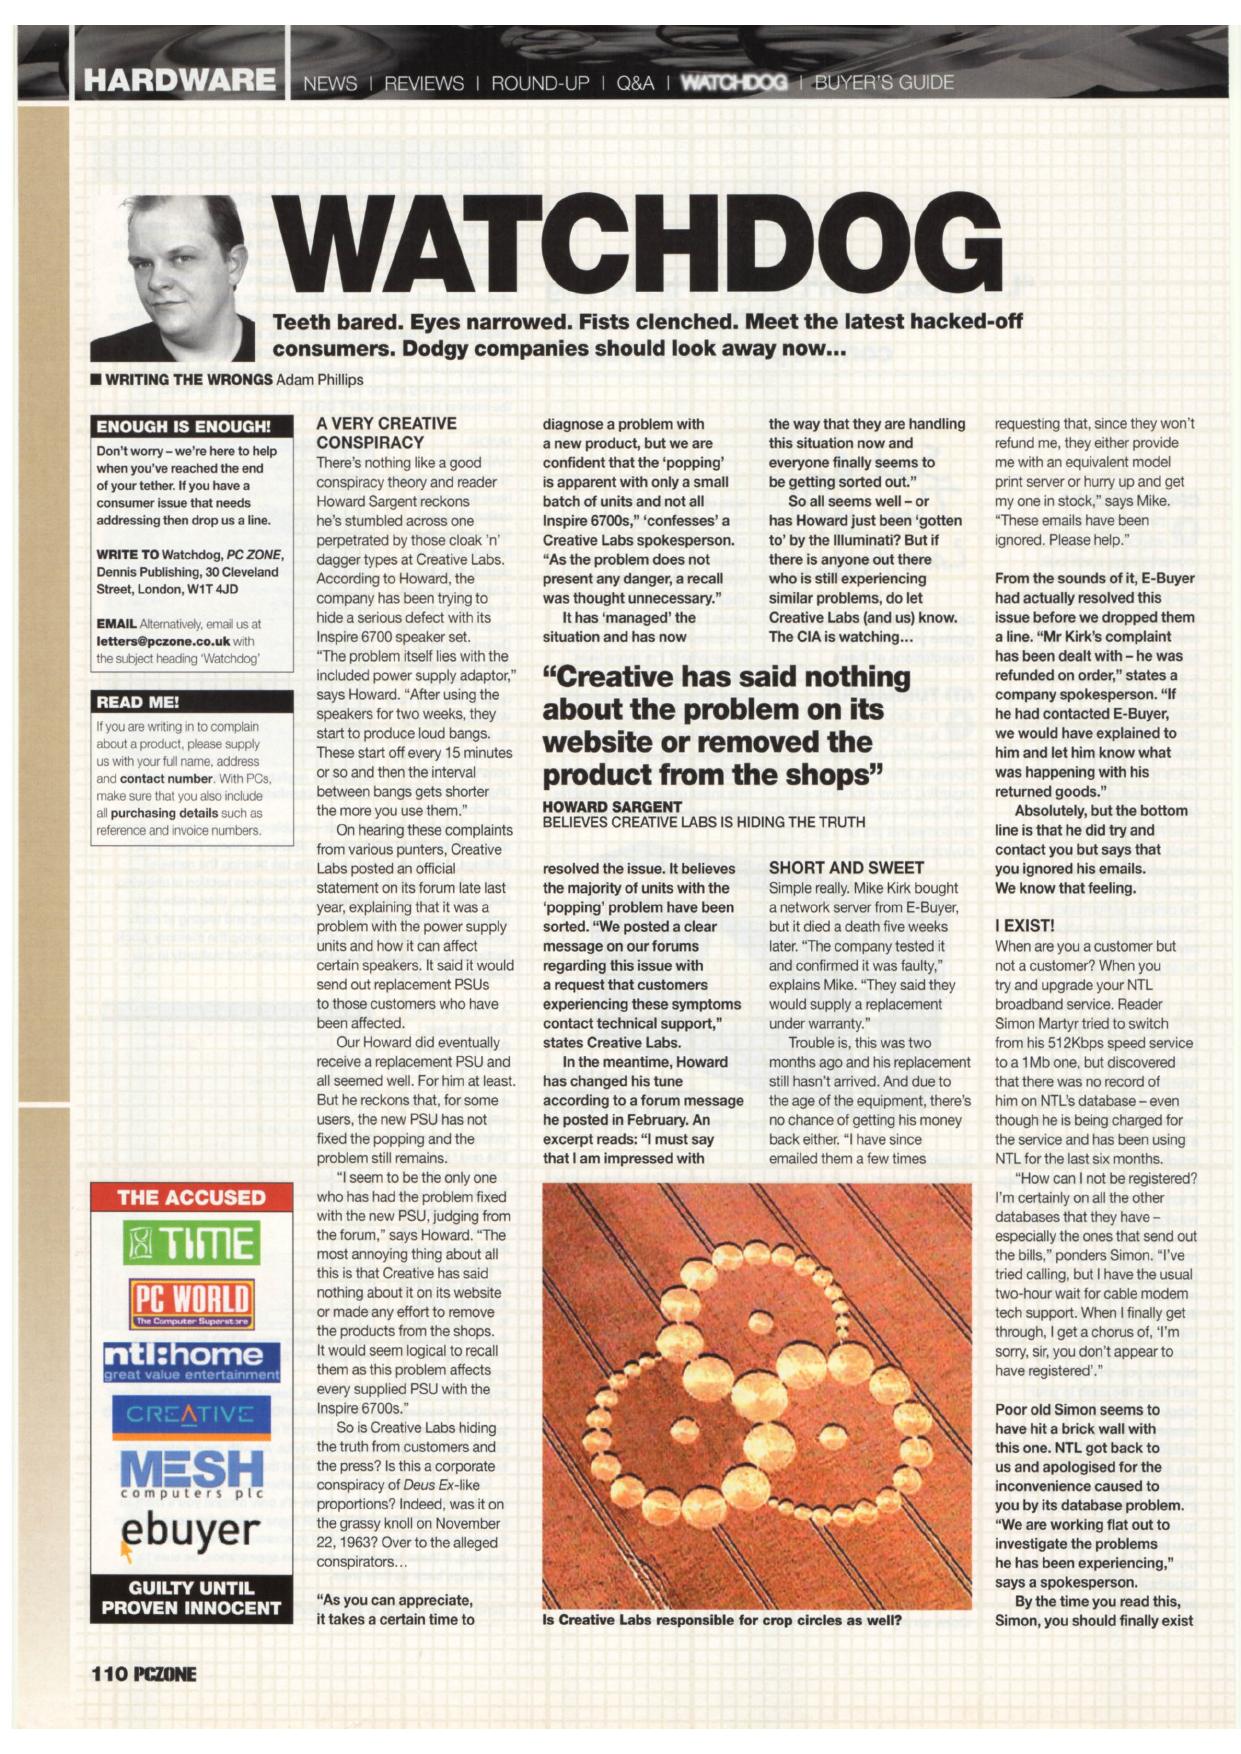 HARDWARE
NEWS | REVIEWS | ROUND-UP | Q&A | WATCHDOG | BUYER'S GUIDE
WATCHDOG
Teeth bared. Eyes narrowed. Fists clenched. Meet the latest hacked-off
consumers. Dodgy companies should look away now...
■ WRITING THE WRONGS Adam Phillips
ENOUGH IS ENOUGH!
Don't worry – we're here to help
when you've reached the end
of your tether. If you have a
consumer issue that needs
addressing then drop us a line.
WRITE TO Watchdog, PC ZONE,
Dennis Publishing, 30 Cleveland
Street, London, W1T 4JD
EMAIL Alternatively, email us at
letters@pczone.co.uk with
the subject heading 'Watchdog'
READ ME!
If you are writing in to complain
about a product, please supply
us with your full name, address
and contact number. With PCs,
make sure that you also include
all purchasing details such as
reference and invoice numbers.
THE ACCUSED
TIME
PC WORLD
The Computer Superstore
ntl:home
great value entertainment
CREATIVE
MESH
computers plc
ebuyer
GUILTY UNTIL
PROVEN INNOCENT
A VERY CREATIVE
CONSPIRACY
There's nothing like a good
conspiracy theory and reader
Howard Sargent reckons
he's stumbled across one
perpetrated by those cloak 'n'
dagger types at Creative Labs.
According to Howard, the
company has been trying to
hide a serious defect with its
Inspire 6700 speaker set.
"The problem itself lies with the
included power supply adaptor,"
says Howard. "After using the
speakers for two weeks, they
start to produce loud bangs.
These start off every 15 minutes
or so and then the interval
between bangs gets shorter
the more you use them."
On hearing these complaints
from various punters, Creative
Labs posted an official
statement on its forum late last
year, explaining that it was a
problem with the power supply
units and how it can affect
certain speakers. It said it would
send out replacement PSUs
to those customers who have
been affected.
Our Howard did eventually
receive a replacement PSU and
all seemed well. For him at least.
But he reckons that, for some
users, the new PSU has not
fixed the popping and the
problem still remains.
"I seem to be the only one
who has had the problem fixed
with the new PSU, judging from
the forum," says Howard. "The
most annoying thing about all
this is that Creative has said
nothing about it on its website
or made any effort to remove
the products from the shops.
It would seem logical to recall
them as this problem affects
every supplied PSU with the
Inspire 6700s."
So is Creative Labs hiding
the truth from customers and
the press? Is this a corporate
conspiracy of Deus Ex-like
proportions? Indeed, was it on
the grassy knoll on November
22, 1963? Over to the alleged
conspirators...
"As you can appreciate,
it takes a certain time to
diagnose a problem with
a new product, but we are
confident that the 'popping'
is apparent with only a small
batch of units and not all
Inspire 6700s," 'confesses' a
Creative Labs spokesperson.
"As the problem does not
present any danger, a recall
was thought unnecessary."
It has 'managed' the
situation and has now
"Creative has said nothing
about the problem on its
website or removed the
product from the shops"
HOWARD SARGENT
BELIEVES CREATIVE LABS IS HIDING THE TRUTH
resolved the issue. It believes
the majority of units with the
'popping' problem have been
sorted. "We posted a clear
message on our forums
regarding this issue with
a request that customers
experiencing these symptoms
contact technical support,"
states Creative Labs.
In the meantime, Howard
has changed his tune
according to a forum message
he posted in February. An
excerpt reads: "I must say
that I am impressed with
the way that they are handling
this situation now and
everyone finally seems to
be getting sorted out."
So all seems well – or
has Howard just been 'gotten
to' by the Illuminati? But if
there is anyone out there
who is still experiencing
similar problems, do let
Creative Labs (and us) know.
The CIA is watching...
SHORT AND SWEET
Simple really. Mike Kirk bought
a network server from E-Buyer,
but it died a death five weeks
later. "The company tested it
and confirmed it was faulty,"
explains Mike. "They said they
would supply a replacement
under warranty."
Trouble is, this was two
months ago and his replacement
still hasn't arrived. And due to
the age of the equipment, there's
no chance of getting his money
back either. "I have since
emailed them a few times
Is Creative Labs responsible for crop circles as well?
requesting that, since they won't
refund me, they either provide
me with an equivalent model
print server or hurry up and get
my one in stock," says Mike.
"These emails have been
ignored. Please help."
From the sounds of it, E-Buyer
had actually resolved this
issue before we dropped them
a line. "Mr Kirk's complaint
has been dealt with – he was
refunded on order," states a
company spokesperson. "If
he had contacted E-Buyer,
we would have explained to
him and let him know what
was happening with his
returned goods."
Absolutely, but the bottom
line is that he did try and
contact you but says that
you ignored his emails.
We know that feeling.
I EXIST!
When are you a customer but
not a customer? When you
try and upgrade your NTL
broadband service. Reader
Simon Martyr tried to switch
from his 512Kbps speed service
to a 1Mb one, but discovered
that there was no record of
him on NTL's database – even
though he is being charged for
the service and has been using
NTL for the last six months.
"How can I not be registered?
I'm certainly on all the other
databases that they have –
especially the ones that send out
the bills," ponders Simon. "I've
tried calling, but I have the usual
two-hour wait for cable modem
tech support. When I finally get
through, I get a chorus of, 'I'm
sorry, sir, you don't appear to
have registered'."
Poor old Simon seems to
have hit a brick wall with
this one. NTL got back to
us and apologised for the
inconvenience caused to
you by its database problem.
"We are working flat out to
investigate the problems
he has been experiencing,"
says a spokesperson.
By the time you read this,
Simon, you should finally exist
110 PCZONE